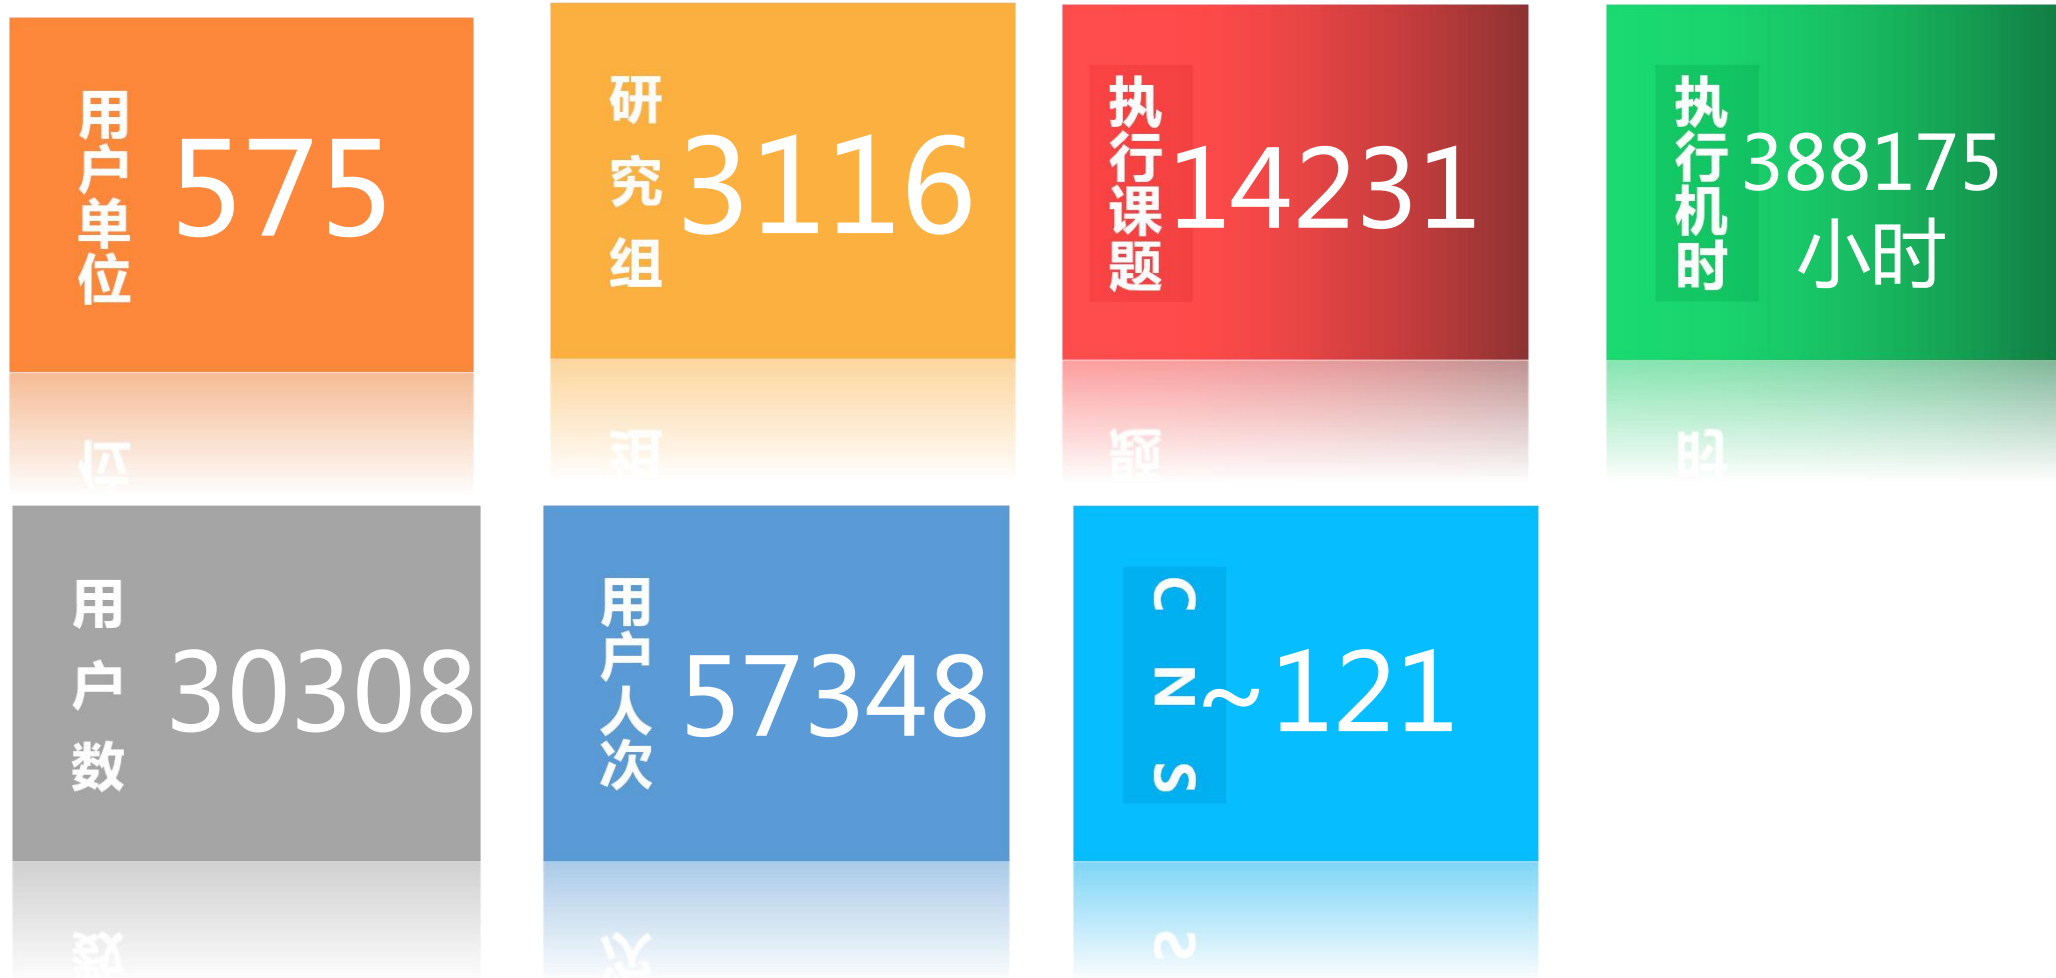 用户单位
575
研究组
3116
执行课题
14231
执行机时
388175
小时
用户数
30308
用户人次
57348
CNS
~121